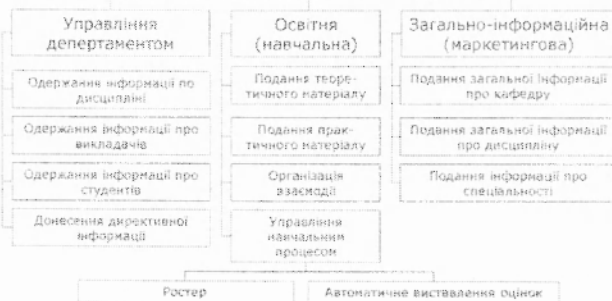 Управління
департаментом
Одержання інформації по
дисципліні
Одержання інформації про
викладачів
Одержання інформації про
студентів
Донесення директивної
інформації
Освітня
(навчальна)
Подання теоре-
тичного матеріалу
Подання прак-
тичного матеріалу
Організація
взаємодії
Управління
навчальним
процесом
Ростер
Автоматичне виставлення оцінок
Загально-інформаційна
(маркетингова)
Подання загальної інформації
про кафедру
Подання загальної інформації
про дисципліну
Подання інформації про
спеціальності